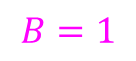 B = 1